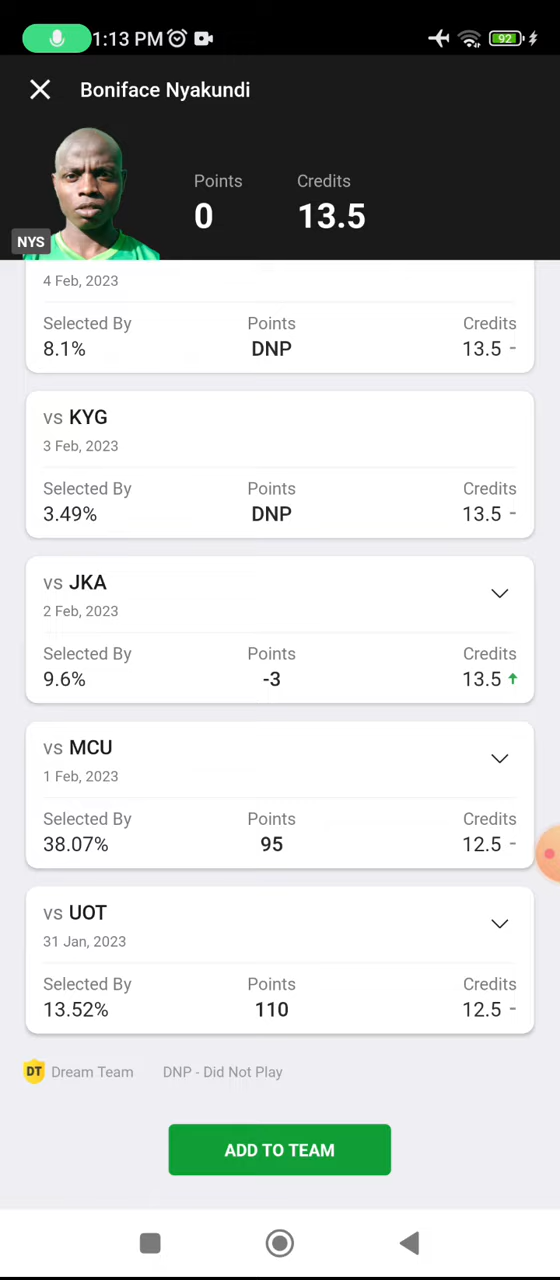 1:13 PM
92
Boniface Nyakundi
Points Credits
0 13.5
NYS
4 Feb, 2023
Selected By Points Credits
8.1% DNP 13.5 -
vs KYG
3 Feb, 2023
Selected By Points Credits
3.49% DNP 13.5 -
vs JKA
2 Feb, 2023
Selected By Points Credits
9.6% -3 13.5
vs MCU
1 Feb, 2023
Selected By Points Credits
38.07% 95 12.5 -
vs UOT
31 Jan, 2023
Selected By Points Credits
13.52% 110 12.5 -
DT Dream Team DNP - Did Not Play
ADD TO TEAM